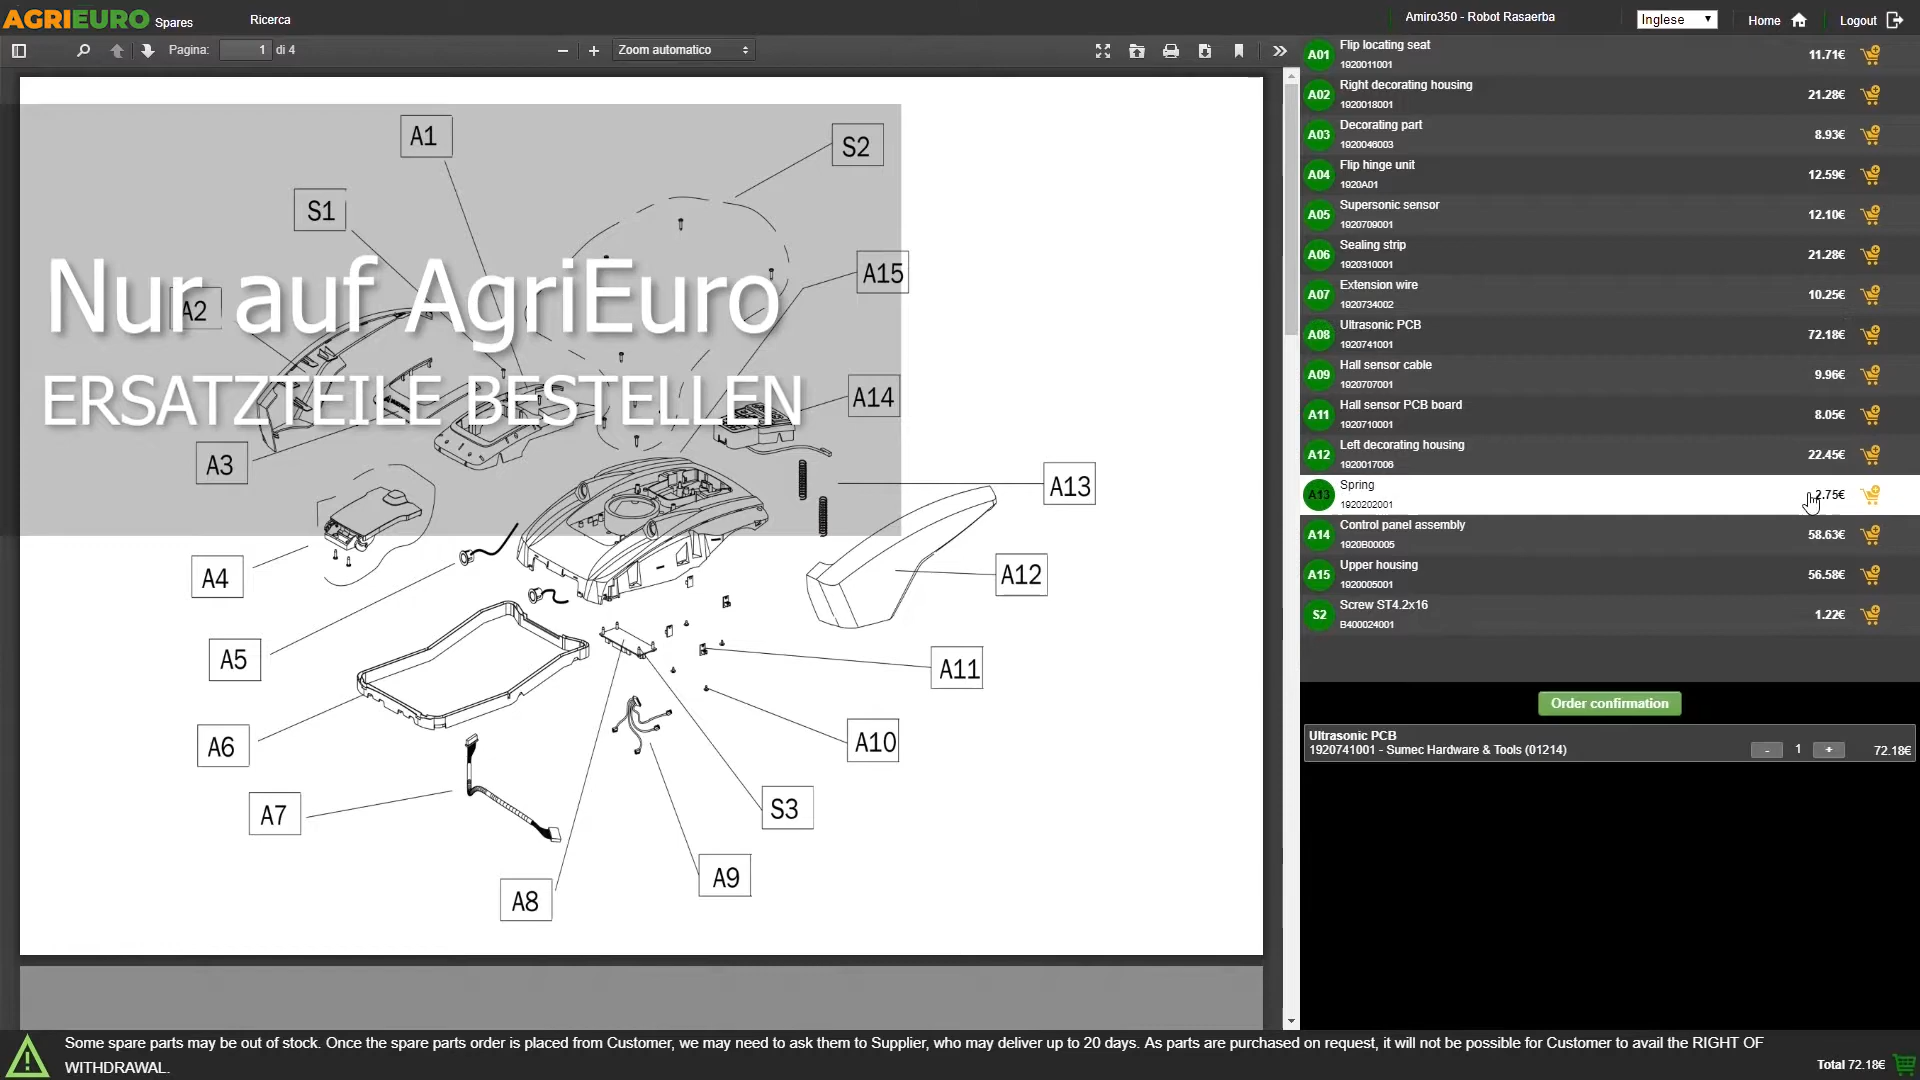 AGRIEURO Spares
Ricerca
Amiro350 - Robot Rasaerba
Inglese
Home
Logout
Pagina:
1
di 4
Zoom automatico
A1
S2
S1
A15
A2
Nur auf AgriEuro
ERSATZTEILE BESTELLEN
A14
A3
A13
A4
A12
A5
A11
A6
A10
A7
S3
A9
A8
A01
Flip locating seat
1920011001
11.71€
A02
Right decorating housing
1920018001
21.28€
A03
Decorating part
1920046003
8.93€
A04
Flip hinge unit
1920A01
12.59€
A05
Supersonic sensor
1920709001
12.10€
A06
Sealing strip
1920310001
21.28€
A07
Extension wire
1920734002
10.25€
A08
Ultrasonic PCB
1920741001
72.18€
A09
Hall sensor cable
1920707001
9.96€
A11
Hall sensor PCB board
1920710001
8.05€
A12
Left decorating housing
1920017006
22.45€
A13
Spring
1920202001
2.75€
A14
Control panel assembly
1920B00005
58.63€
A15
Upper housing
1920005001
56.58€
S2
Screw ST4.2x16
B400024001
1.22€
Order confirmation
Ultrasonic PCB
1920741001 - Sumec Hardware & Tools (01214)
- 1 + 72.18€
Some spare parts may be out of stock. Once the spare parts order is placed from Customer, we may need to ask them to Supplier, who may deliver up to 20 days. As parts are purchased on request, it will not be possible for Customer to avail the RIGHT OF
WITHDRAWAL.
Total 72.18€